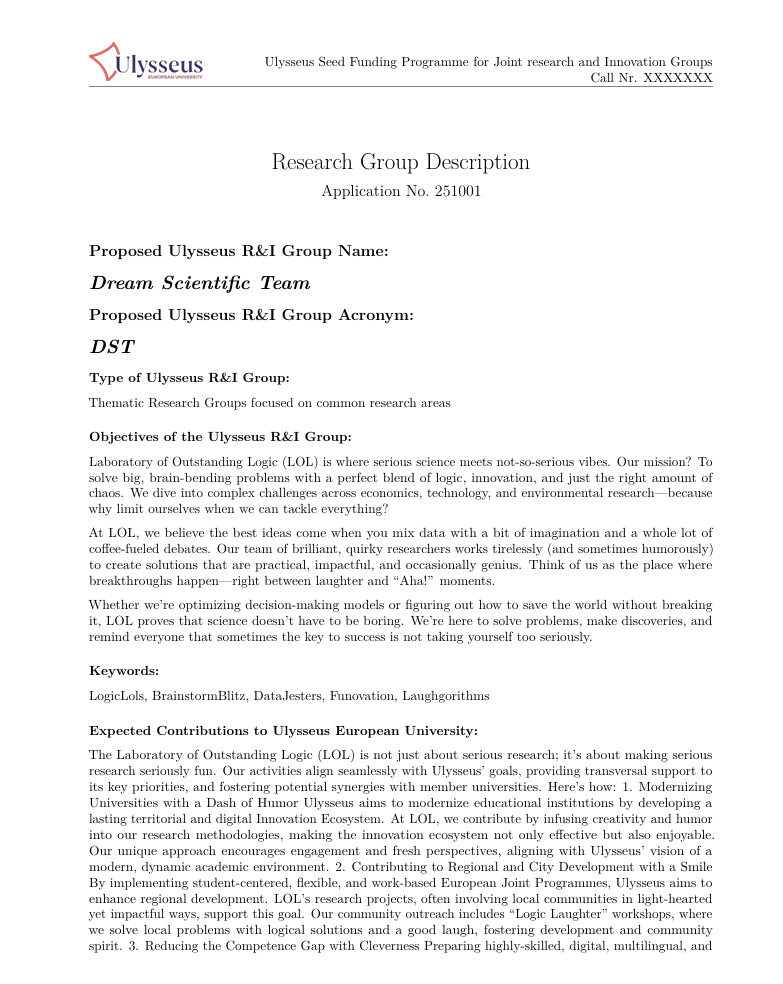 Ulysseus
EUROPEAN UNIVERSITY
Ulysseus Seed Funding Programme for Joint research and Innovation Groups
Call Nr. XXXXXXX
Research Group Description
Application No. 251001
Proposed Ulysseus R&I Group Name:
Dream Scientific Team
Proposed Ulysseus R&I Group Acronym:
DST
Type of Ulysseus R&I Group:
Thematic Research Groups focused on common research areas
Objectives of the Ulysseus R&I Group:
Laboratory of Outstanding Logic (LOL) is where serious science meets not-so-serious vibes. Our mission? To
solve big, brain-bending problems with a perfect blend of logic, innovation, and just the right amount of
chaos. We dive into complex challenges across economics, technology, and environmental research—because
why limit ourselves when we can tackle everything?
At LOL, we believe the best ideas come when you mix data with a bit of imagination and a whole lot of
coffee-fueled debates. Our team of brilliant, quirky researchers works tirelessly (and sometimes humorously)
to create solutions that are practical, impactful, and occasionally genius. Think of us as the place where
breakthroughs happen—right between laughter and “Aha!” moments.
Whether we’re optimizing decision-making models or figuring out how to save the world without breaking
it, LOL proves that science doesn’t have to be boring. We’re here to solve problems, make discoveries, and
remind everyone that sometimes the key to success is not taking yourself too seriously.
Keywords:
LogicLols, BrainstormBlitz, DataJesters, Funovation, Laughgorithms
Expected Contributions to Ulysseus European University:
The Laboratory of Outstanding Logic (LOL) is not just about serious research; it’s about making serious
research seriously fun. Our activities align seamlessly with Ulysseus’ goals, providing transversal support to
its key priorities, and fostering potential synergies with member universities. Here’s how: 1. Modernizing
Universities with a Dash of Humor Ulysseus aims to modernize educational institutions by developing a
lasting territorial and digital Innovation Ecosystem. At LOL, we contribute by infusing creativity and humor
into our research methodologies, making the innovation ecosystem not only effective but also enjoyable.
Our unique approach encourages engagement and fresh perspectives, aligning with Ulysseus’ vision of a
modern, dynamic academic environment. 2. Contributing to Regional and City Development with a Smile
By implementing student-centered, flexible, and work-based European Joint Programmes, Ulysseus aims to
enhance regional development. LOL’s research projects, often involving local communities in light-hearted
yet impactful ways, support this goal. Our community outreach includes “Logic Laughter” workshops, where
we solve local problems with logical solutions and a good laugh, fostering development and community
spirit. 3. Reducing the Competence Gap with Cleverness Preparing highly-skilled, digital, multilingual, and